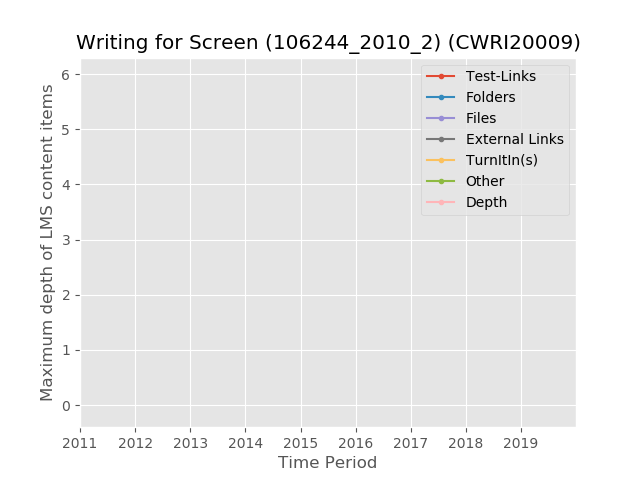 Writing for Screen (106244_2010_2) (CWRI20009)
Test-Links
Folders
Files
External Links
TurnItIn(s)
Other
Depth
Maximum depth of LMS content items
6
5
4
3
2
1
0
2011 2012 2013 2014 2015 2016 2017 2018 2019
Time Period